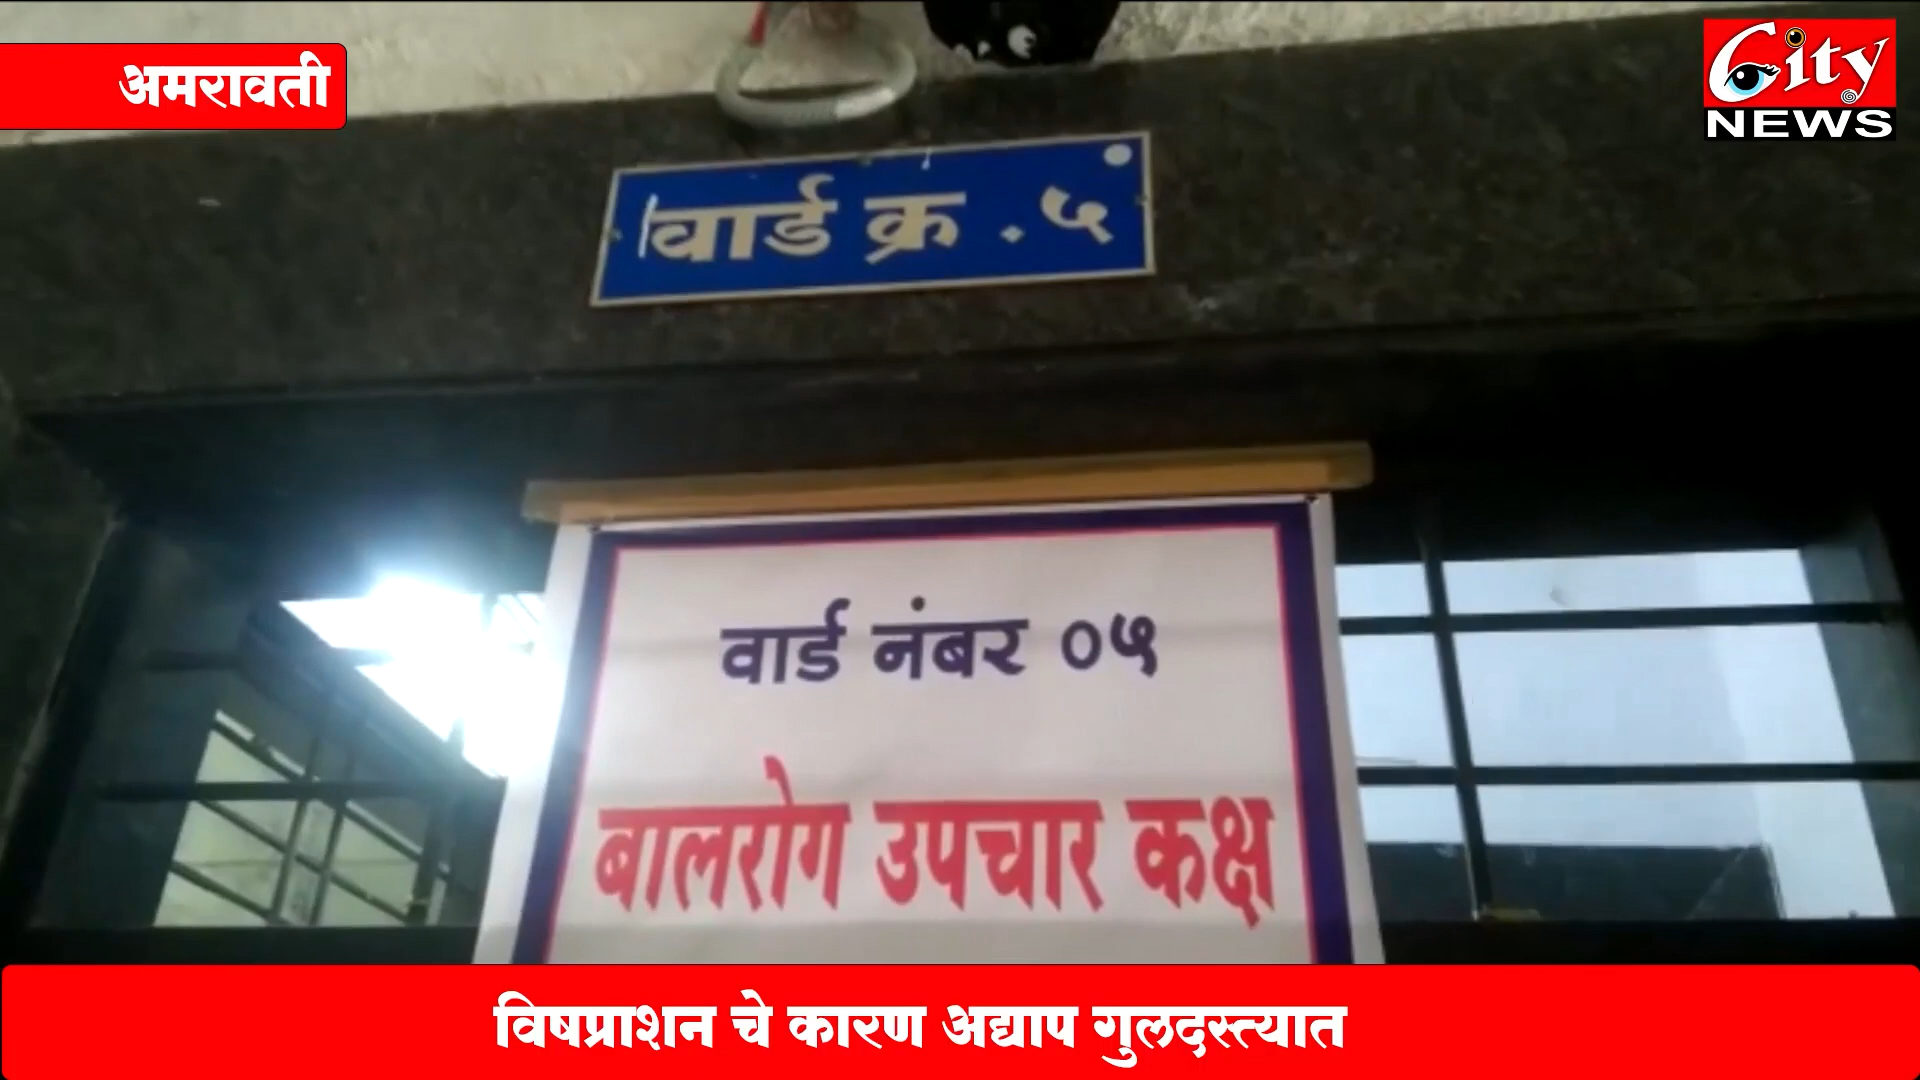 अमरावती
City
NEWS
वार्ड क्र . ५
वार्ड नंबर ०५
बालरोग उपचार कक्ष
विषप्राशन चे कारण अद्याप गुलदस्त्यात